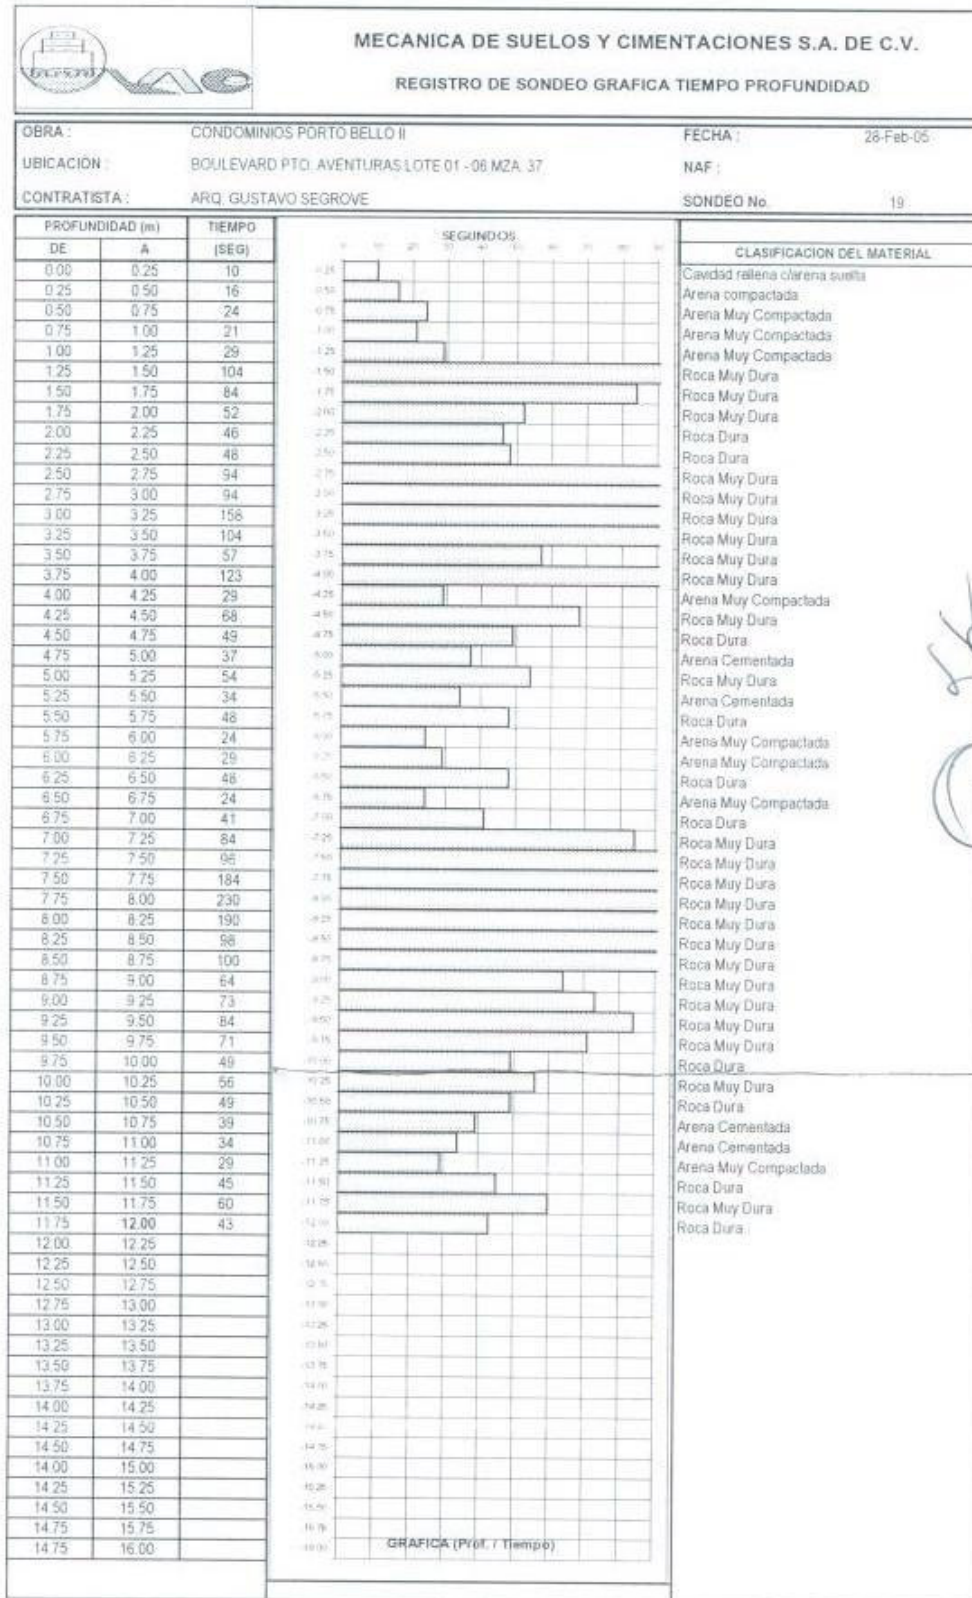 MECANICA DE SUELOS Y CIMENTACIONES S.A. DE C.V.
REGISTRO DE SONDEO GRAFICA TIEMPO PROFUNDIDAD
OBRA : CONDOMINIOS PORTO BELLO II FECHA : 28-Feb-05
UBICACIÓN : BOULEVARD PTO. AVENTURAS LOTE 01 - 06 MZA. 37 NAF :
CONTRATISTA : ARQ. GUSTAVO SEGROVE SONDEO No. 19
PROFUNDIDAD (m) TIEMPO SEGUNDOS
DE A (SEG) CLASIFICACION DEL MATERIAL
0.00 0.25 10 Cavidad rellena c/arena suelta
0.25 0.50 16 Arena compactada
0.50 0.75 24 Arena Muy Compactada
0.75 1.00 21 Arena Muy Compactada
1.00 1.25 29 Arena Muy Compactada
1.25 1.50 104 Roca Muy Dura
1.50 1.75 84 Roca Muy Dura
1.75 2.00 52 Roca Muy Dura
2.00 2.25 46 Roca Dura
2.25 2.50 48 Roca Dura
2.50 2.75 94 Roca Muy Dura
2.75 3.00 94 Roca Muy Dura
3.00 3.25 158 Roca Muy Dura
3.25 3.50 104 Roca Muy Dura
3.50 3.75 57 Roca Muy Dura
3.75 4.00 123 Roca Muy Dura
4.00 4.25 29 Arena Muy Compactada
4.25 4.50 68 Roca Muy Dura
4.50 4.75 49 Roca Dura
4.75 5.00 37 Arena Cementada
5.00 5.25 54 Roca Muy Dura
5.25 5.50 34 Arena Cementada
5.50 5.75 48 Roca Dura
5.75 6.00 24 Arena Muy Compactada
6.00 6.25 29 Arena Muy Compactada
6.25 6.50 48 Roca Dura
6.50 6.75 24 Arena Muy Compactada
6.75 7.00 41 Roca Dura
7.00 7.25 84 Roca Muy Dura
7.25 7.50 96 Roca Muy Dura
7.50 7.75 184 Roca Muy Dura
7.75 8.00 230 Roca Muy Dura
8.00 8.25 190 Roca Muy Dura
8.25 8.50 98 Roca Muy Dura
8.50 8.75 100 Roca Muy Dura
8.75 9.00 64 Roca Muy Dura
9.00 9.25 73 Roca Muy Dura
9.25 9.50 84 Roca Muy Dura
9.50 9.75 71 Roca Muy Dura
9.75 10.00 49 Roca Dura
10.00 10.25 56 Roca Muy Dura
10.25 10.50 49 Roca Dura
10.50 10.75 39 Arena Cementada
10.75 11.00 34 Arena Cementada
11.00 11.25 29 Arena Muy Compactada
11.25 11.50 45 Roca Dura
11.50 11.75 60 Roca Muy Dura
11.75 12.00 43 Roca Dura
12.00 12.25
12.25 12.50
12.50 12.75
12.75 13.00
13.00 13.25
13.25 13.50
13.50 13.75
13.75 14.00
14.00 14.25
14.25 14.50
14.50 14.75
14.00 15.00
14.25 15.25
14.50 15.50
14.75 15.75
14.75 16.00
GRAFICA (Prof. / Tiempo)